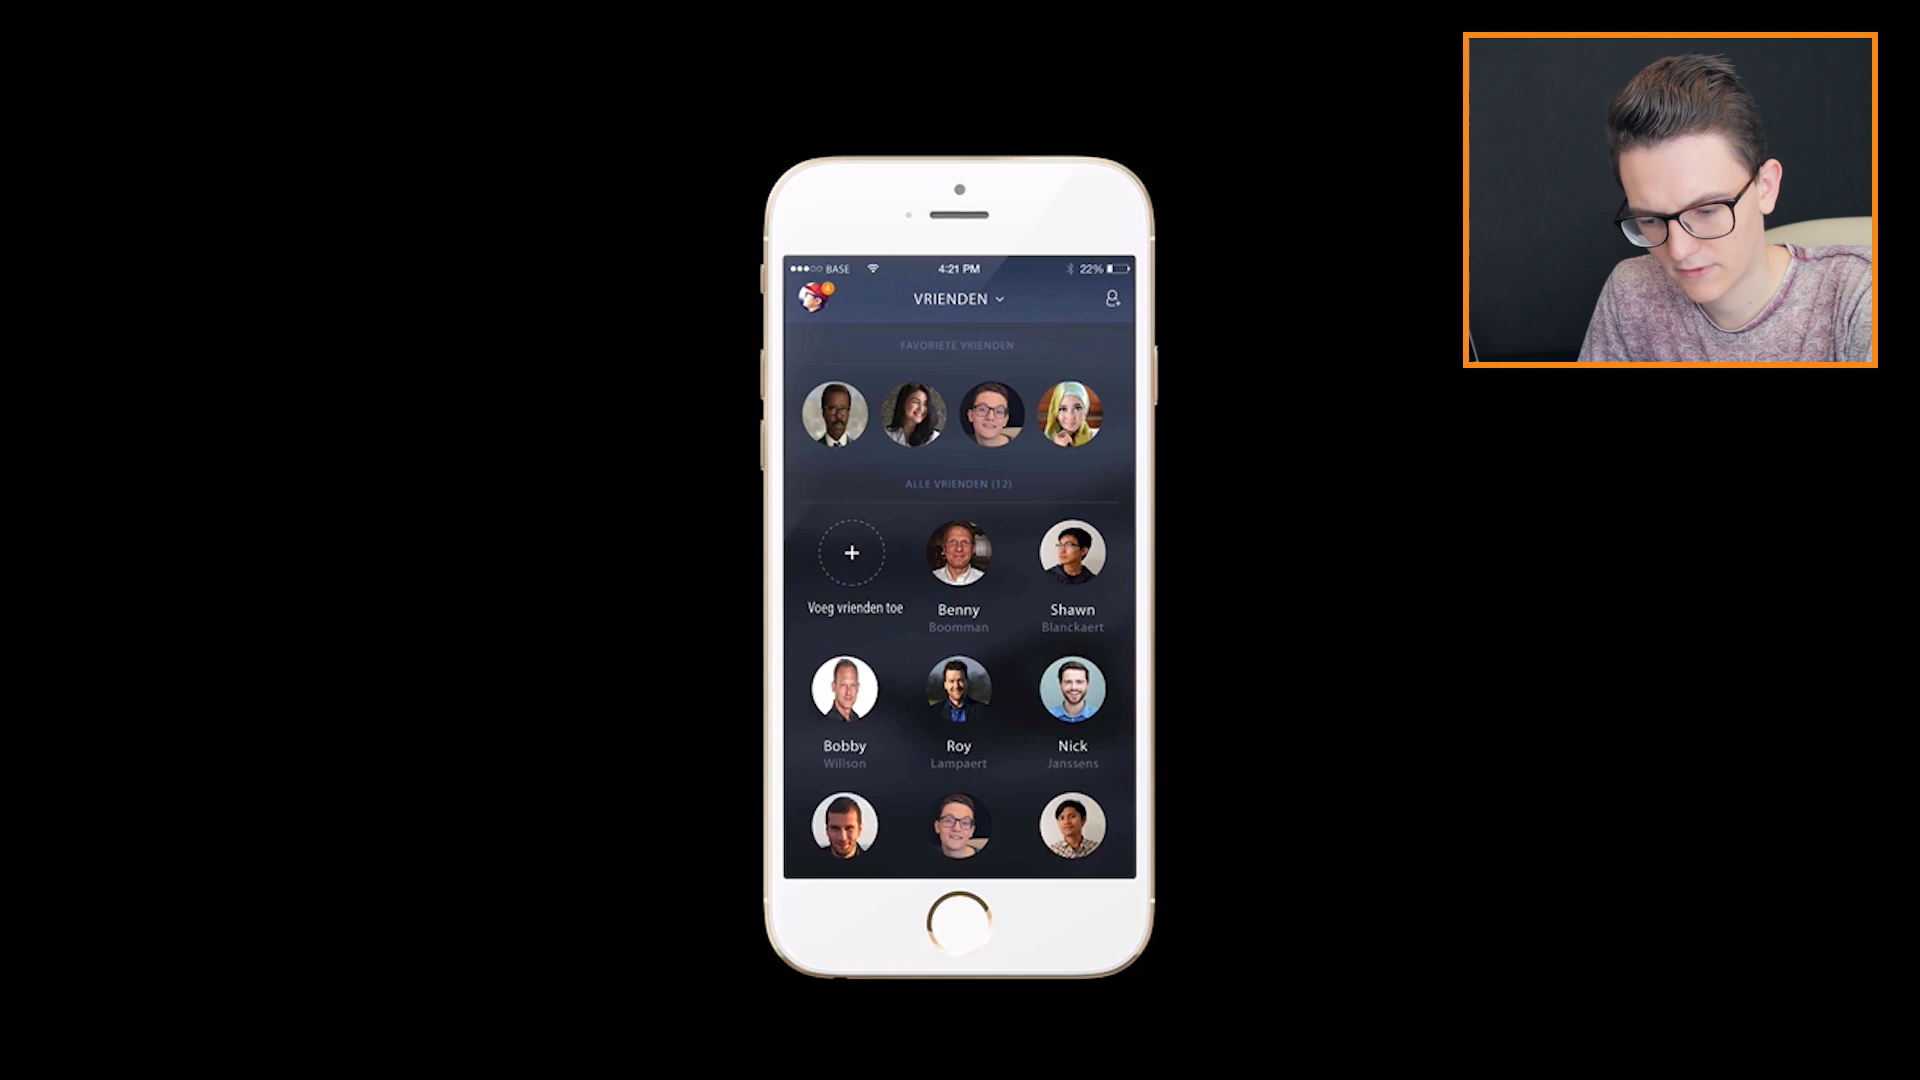 BASE 4:21 PM 22%
4
VRIENDEN
FAVORIETE VRIENDEN
ALLE VRIENDEN (12)
+
Voeg vrienden toe
Benny
Boomman
Shawn
Blanckaert
Bobby
Willson
Roy
Lampaert
Nick
Janssens